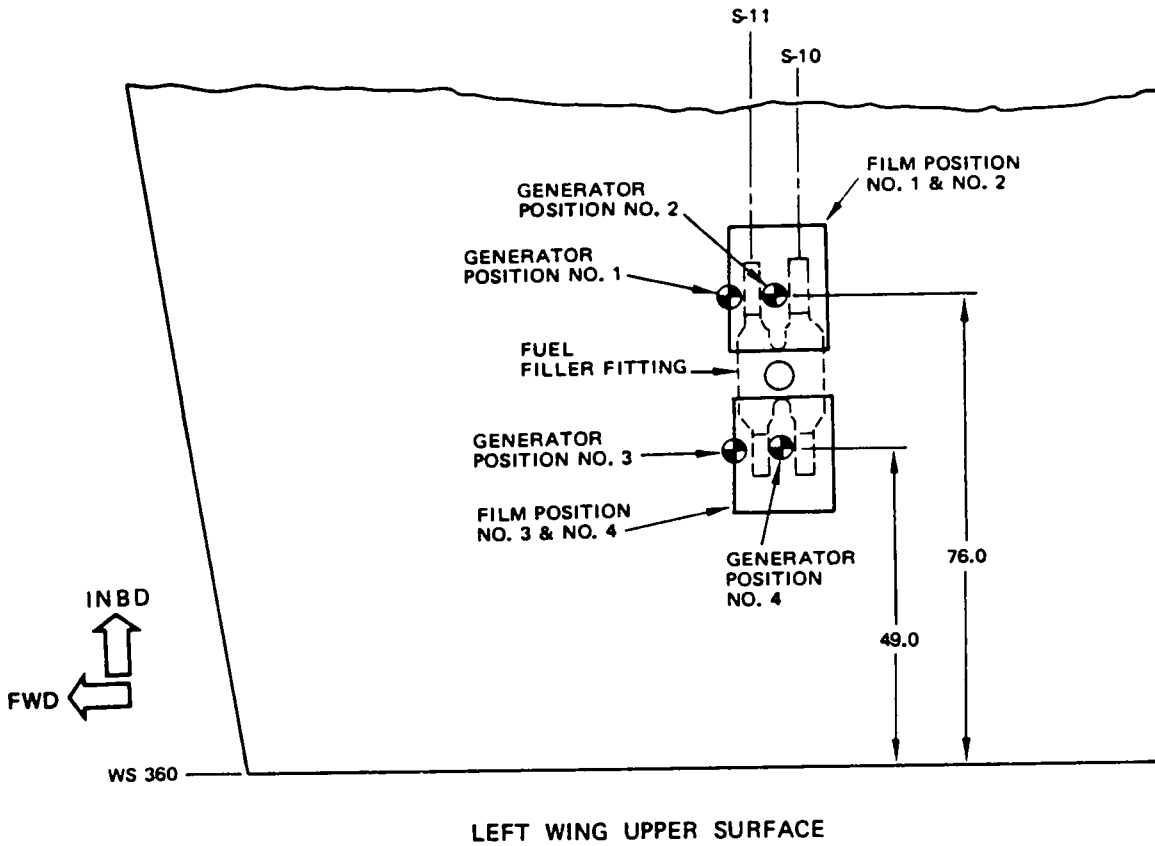 S-11
S-10
FILM POSITION
NO. 1 & NO. 2
GENERATOR
POSITION NO. 2
GENERATOR
POSITION NO. 1
FUEL
FILLER FITTING
GENERATOR
POSITION NO. 3
FILM POSITION
NO. 3 & NO. 4
GENERATOR
POSITION
NO. 4
76.0
49.0
INBD
FWD
WS 360
LEFT WING UPPER SURFACE